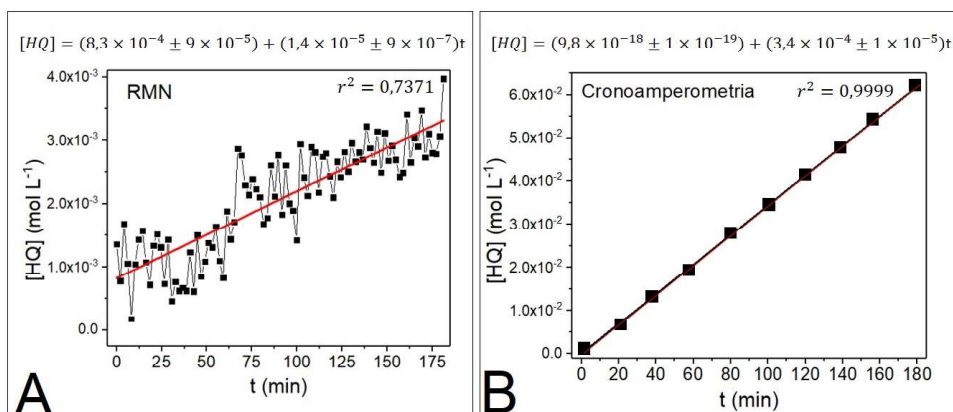 [HQ] = (8,3 × 10⁻⁴ ± 9 × 10⁻⁵) + (1,4 × 10⁻⁵ ± 9 × 10⁻⁷)t
RMN
r² = 0,7371
4.0x10⁻³
3.0x10⁻³
2.0x10⁻³
1.0x10⁻³
0.0
[HQ] (mol L⁻¹)
0 25 50 75 100 125 150 175
t (min)
A
[HQ] = (9,8 × 10⁻¹⁸ ± 1 × 10⁻¹⁹) + (3,4 × 10⁻⁴ ± 1 × 10⁻⁵)t
Cronoamperometria
r² = 0,9999
6.0x10⁻²
5.0x10⁻²
4.0x10⁻²
3.0x10⁻²
2.0x10⁻²
1.0x10⁻²
0.0
[HQ] (mol L⁻¹)
0 20 40 60 80 100 120 140 160 180
t (min)
B